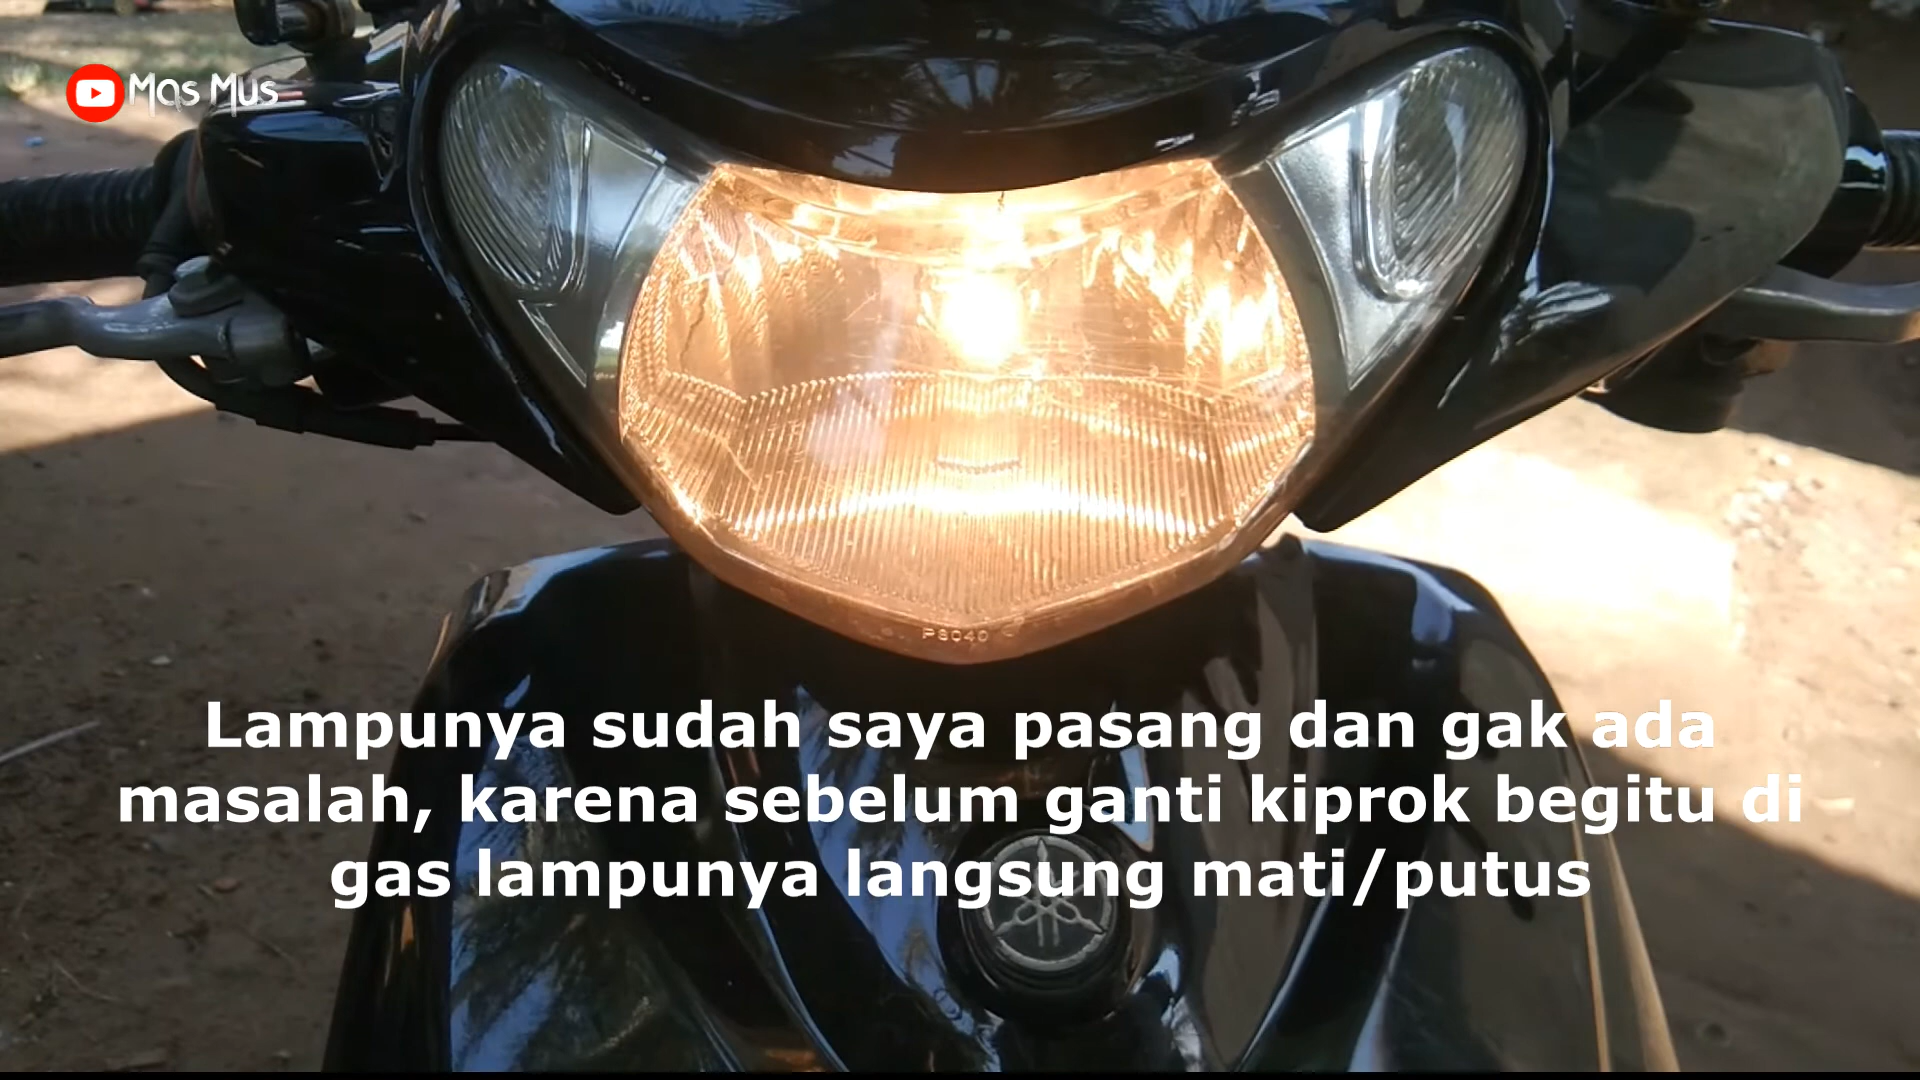 Mas Mus
P8040
Lampunya sudah saya pasang dan gak ada
masalah, karena sebelum ganti kiprok begitu di
gas lampunya langsung mati/putus